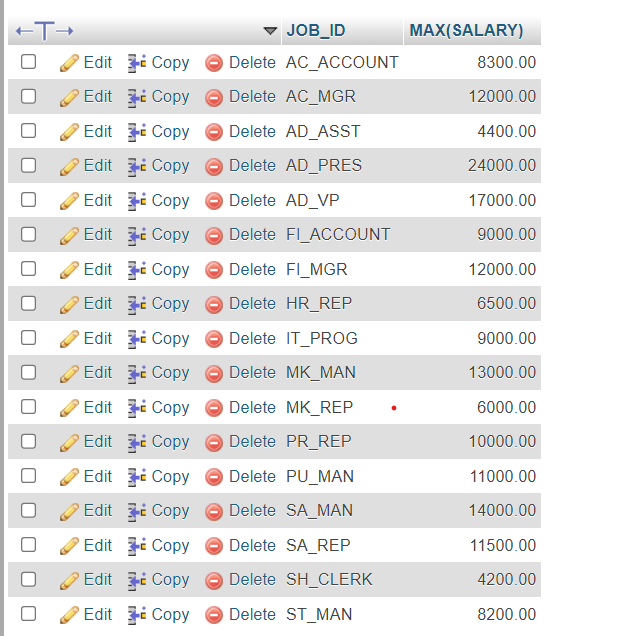 ←T→ JOB_ID MAX(SALARY)
Edit Copy Delete AC_ACCOUNT 8300.00
Edit Copy Delete AC_MGR 12000.00
Edit Copy Delete AD_ASST 4400.00
Edit Copy Delete AD_PRES 24000.00
Edit Copy Delete AD_VP 17000.00
Edit Copy Delete FI_ACCOUNT 9000.00
Edit Copy Delete FI_MGR 12000.00
Edit Copy Delete HR_REP 6500.00
Edit Copy Delete IT_PROG 9000.00
Edit Copy Delete MK_MAN 13000.00
Edit Copy Delete MK_REP 6000.00
Edit Copy Delete PR_REP 10000.00
Edit Copy Delete PU_MAN 11000.00
Edit Copy Delete SA_MAN 14000.00
Edit Copy Delete SA_REP 11500.00
Edit Copy Delete SH_CLERK 4200.00
Edit Copy Delete ST_MAN 8200.00